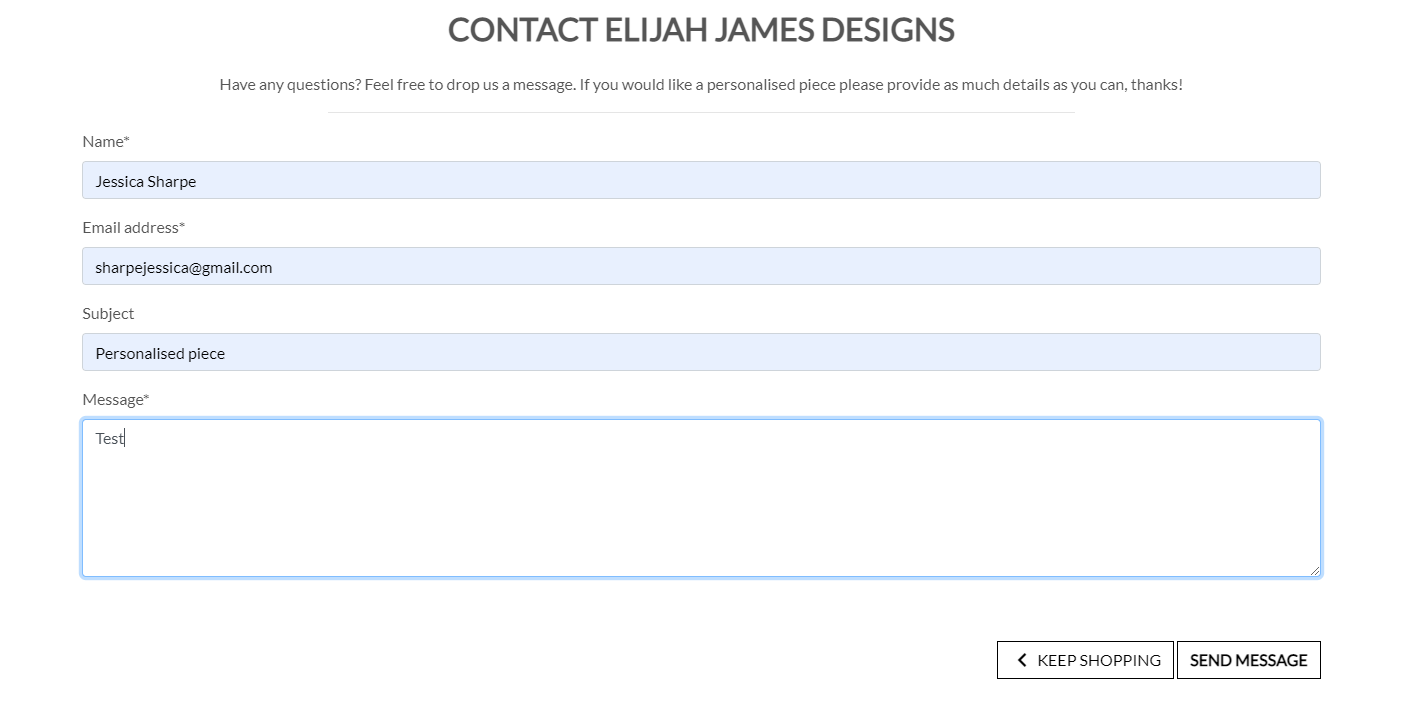 CONTACT ELIJAH JAMES DESIGNS
Have any questions? Feel free to drop us a message. If you would like a personalised piece please provide as much details as you can, thanks!
Name*
Jessica Sharpe
Email address*
sharpejessica@gmail.com
Subject
Personalised piece
Message*
Test
KEEP SHOPPING SEND MESSAGE